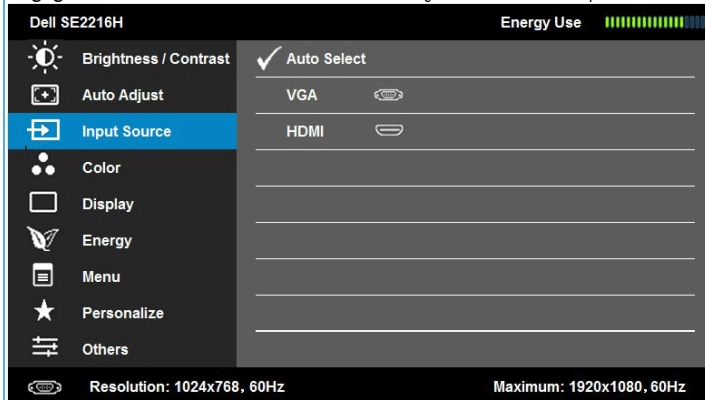 Dell SE2216H Energy Use
Brightness / Contrast Auto Select
Auto Adjust VGA
Input Source HDMI
Color
Display
Energy
Menu
Personalize
Others
Resolution: 1024x768, 60Hz Maximum: 1920x1080, 60Hz